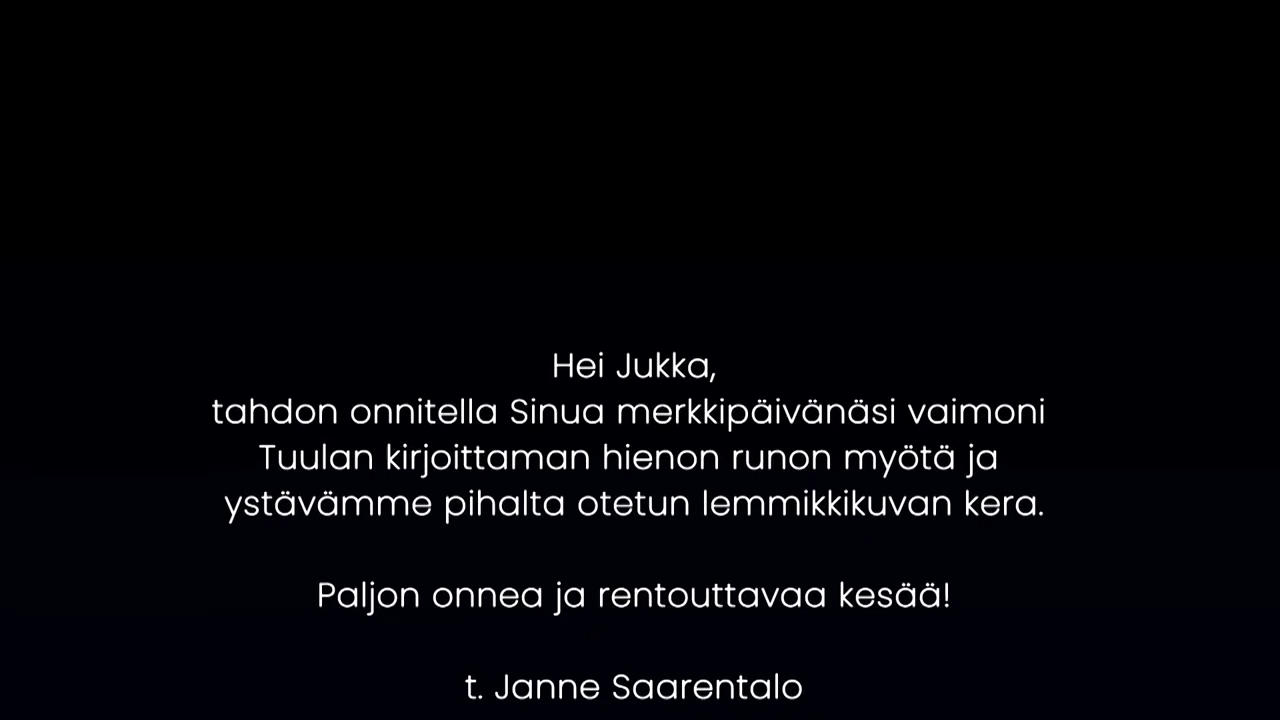 Hei Jukka,
tahdon onnitella Sinua merkkipäivänäsi vaimoni
Tuulan kirjoittaman hienon runon myötä ja
ystävämme pihalta otetun lemmikkikuvan kera.
Paljon onnea ja rentouttavaa kesää!
t. Janne Saarentalo